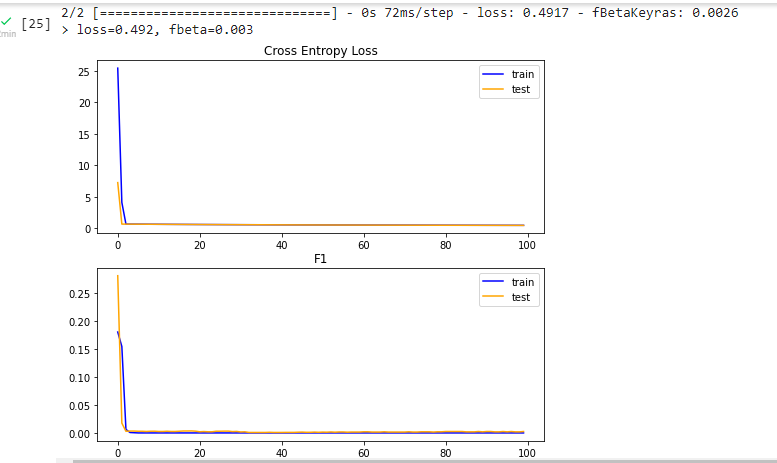 2/2 [==============================] - 0s 72ms/step - loss: 0.4917 - fBetaKeyras: 0.0026
[25]
> loss=0.492, fbeta=0.003
Cross Entropy Loss
train
test
25
20
15
10
5
0
0 20 40 60 80 100
F1
train
test
0.25
0.20
0.15
0.10
0.05
0.00
0 20 40 60 80 100